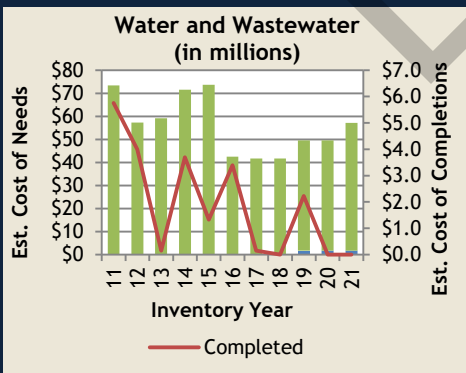 Water and Wastewater
(in millions)
Est. Cost of Needs
$80
$70
$60
$50
$40
$30
$20
$10
$0
$7.0
$6.0
$5.0
$4.0
$3.0
$2.0
$1.0
$0.0
Est. Cost of Completions
11 12 13 14 15 16 17 18 19 20 21
Inventory Year
Completed